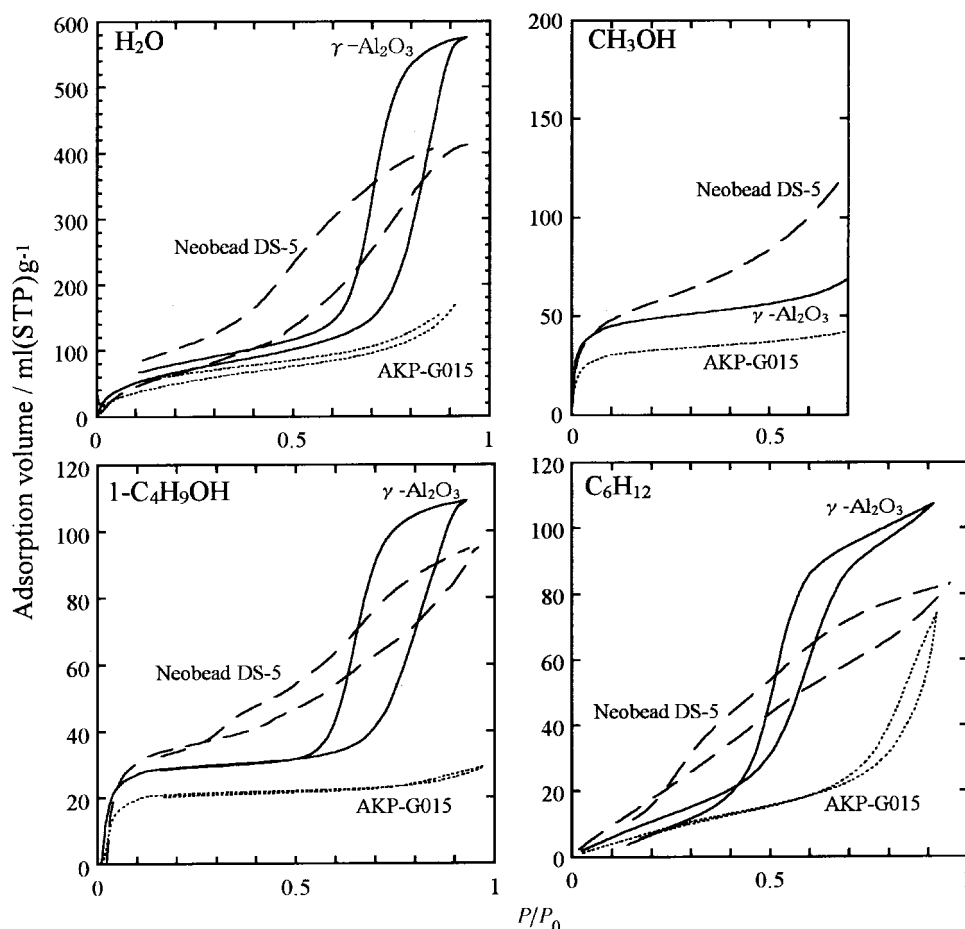 Adsorption volume / ml(STP)g-1
H₂O
γ-Al₂O₃
Neobead DS-5
AKP-G015
600
500
400
300
200
100
0
0
0.5
1
CH₃OH
Neobead DS-5
γ-Al₂O₃
AKP-G015
200
150
100
50
0
0
0.5
1-C₄H₉OH
γ-Al₂O₃
Neobead DS-5
AKP-G015
120
100
80
60
40
20
0
0
0.5
1
C₆H₁₂
γ-Al₂O₃
Neobead DS-5
AKP-G015
120
100
80
60
40
20
0
0
0.5
1
P/P₀